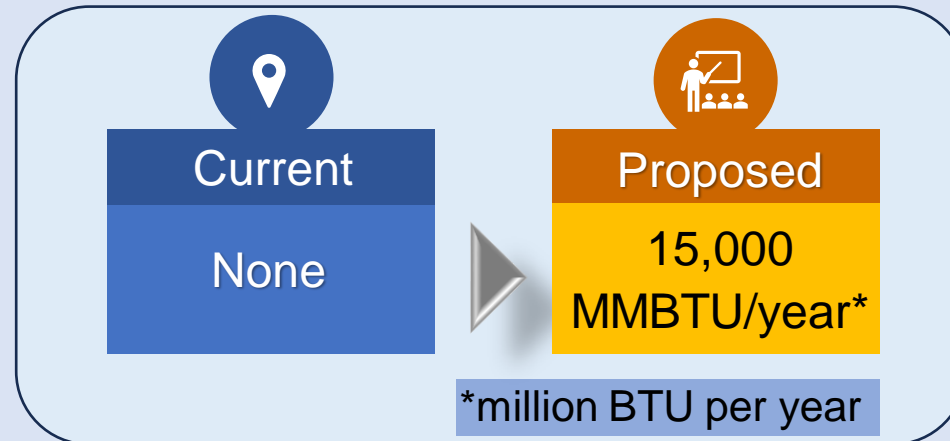 Current
None
Proposed
15,000
MMBTU/year*
*million BTU per year